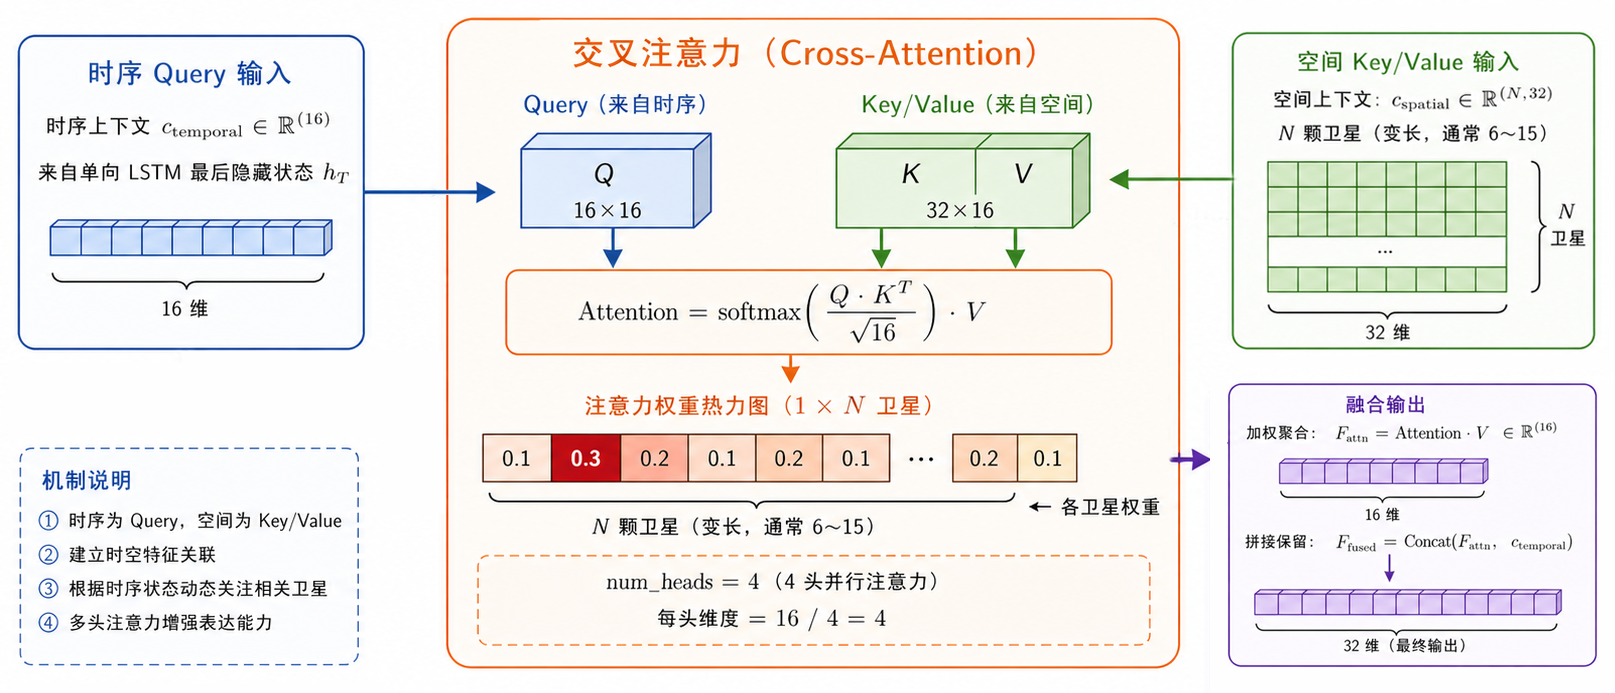 时序 Query 输入
时序上下文 c_temporal ∈ ℝ^(16)
来自单向 LSTM 最后隐藏状态 h_T
16 维
机制说明
① 时序为 Query，空间为 Key/Value
② 建立时空特征关联
③ 根据时序状态动态关注相关卫星
④ 多头注意力增强表达能力
交叉注意力（Cross-Attention）
Query（来自时序）
Key/Value（来自空间）
Q
16×16
K V
32×16
Attention = softmax( Q · K^T / √16 ) · V
注意力权重热力图（1 × N 卫星）
0.1 0.3 0.2 0.1 0.2 0.1 ··· 0.2 0.1
← 各卫星权重
N 颗卫星（变长，通常 6~15）
num_heads = 4（4 头并行注意力）
每头维度 = 16 / 4 = 4
空间 Key/Value 输入
空间上下文：c_spatial ∈ ℝ^(N,32)
N 颗卫星（变长，通常 6~15）
...
N
卫星
32 维
融合输出
加权聚合： F_attn = Attention · V ∈ ℝ^(16)
16 维
拼接保留： F_fused = Concat(F_attn, c_temporal)
32 维（最终输出）